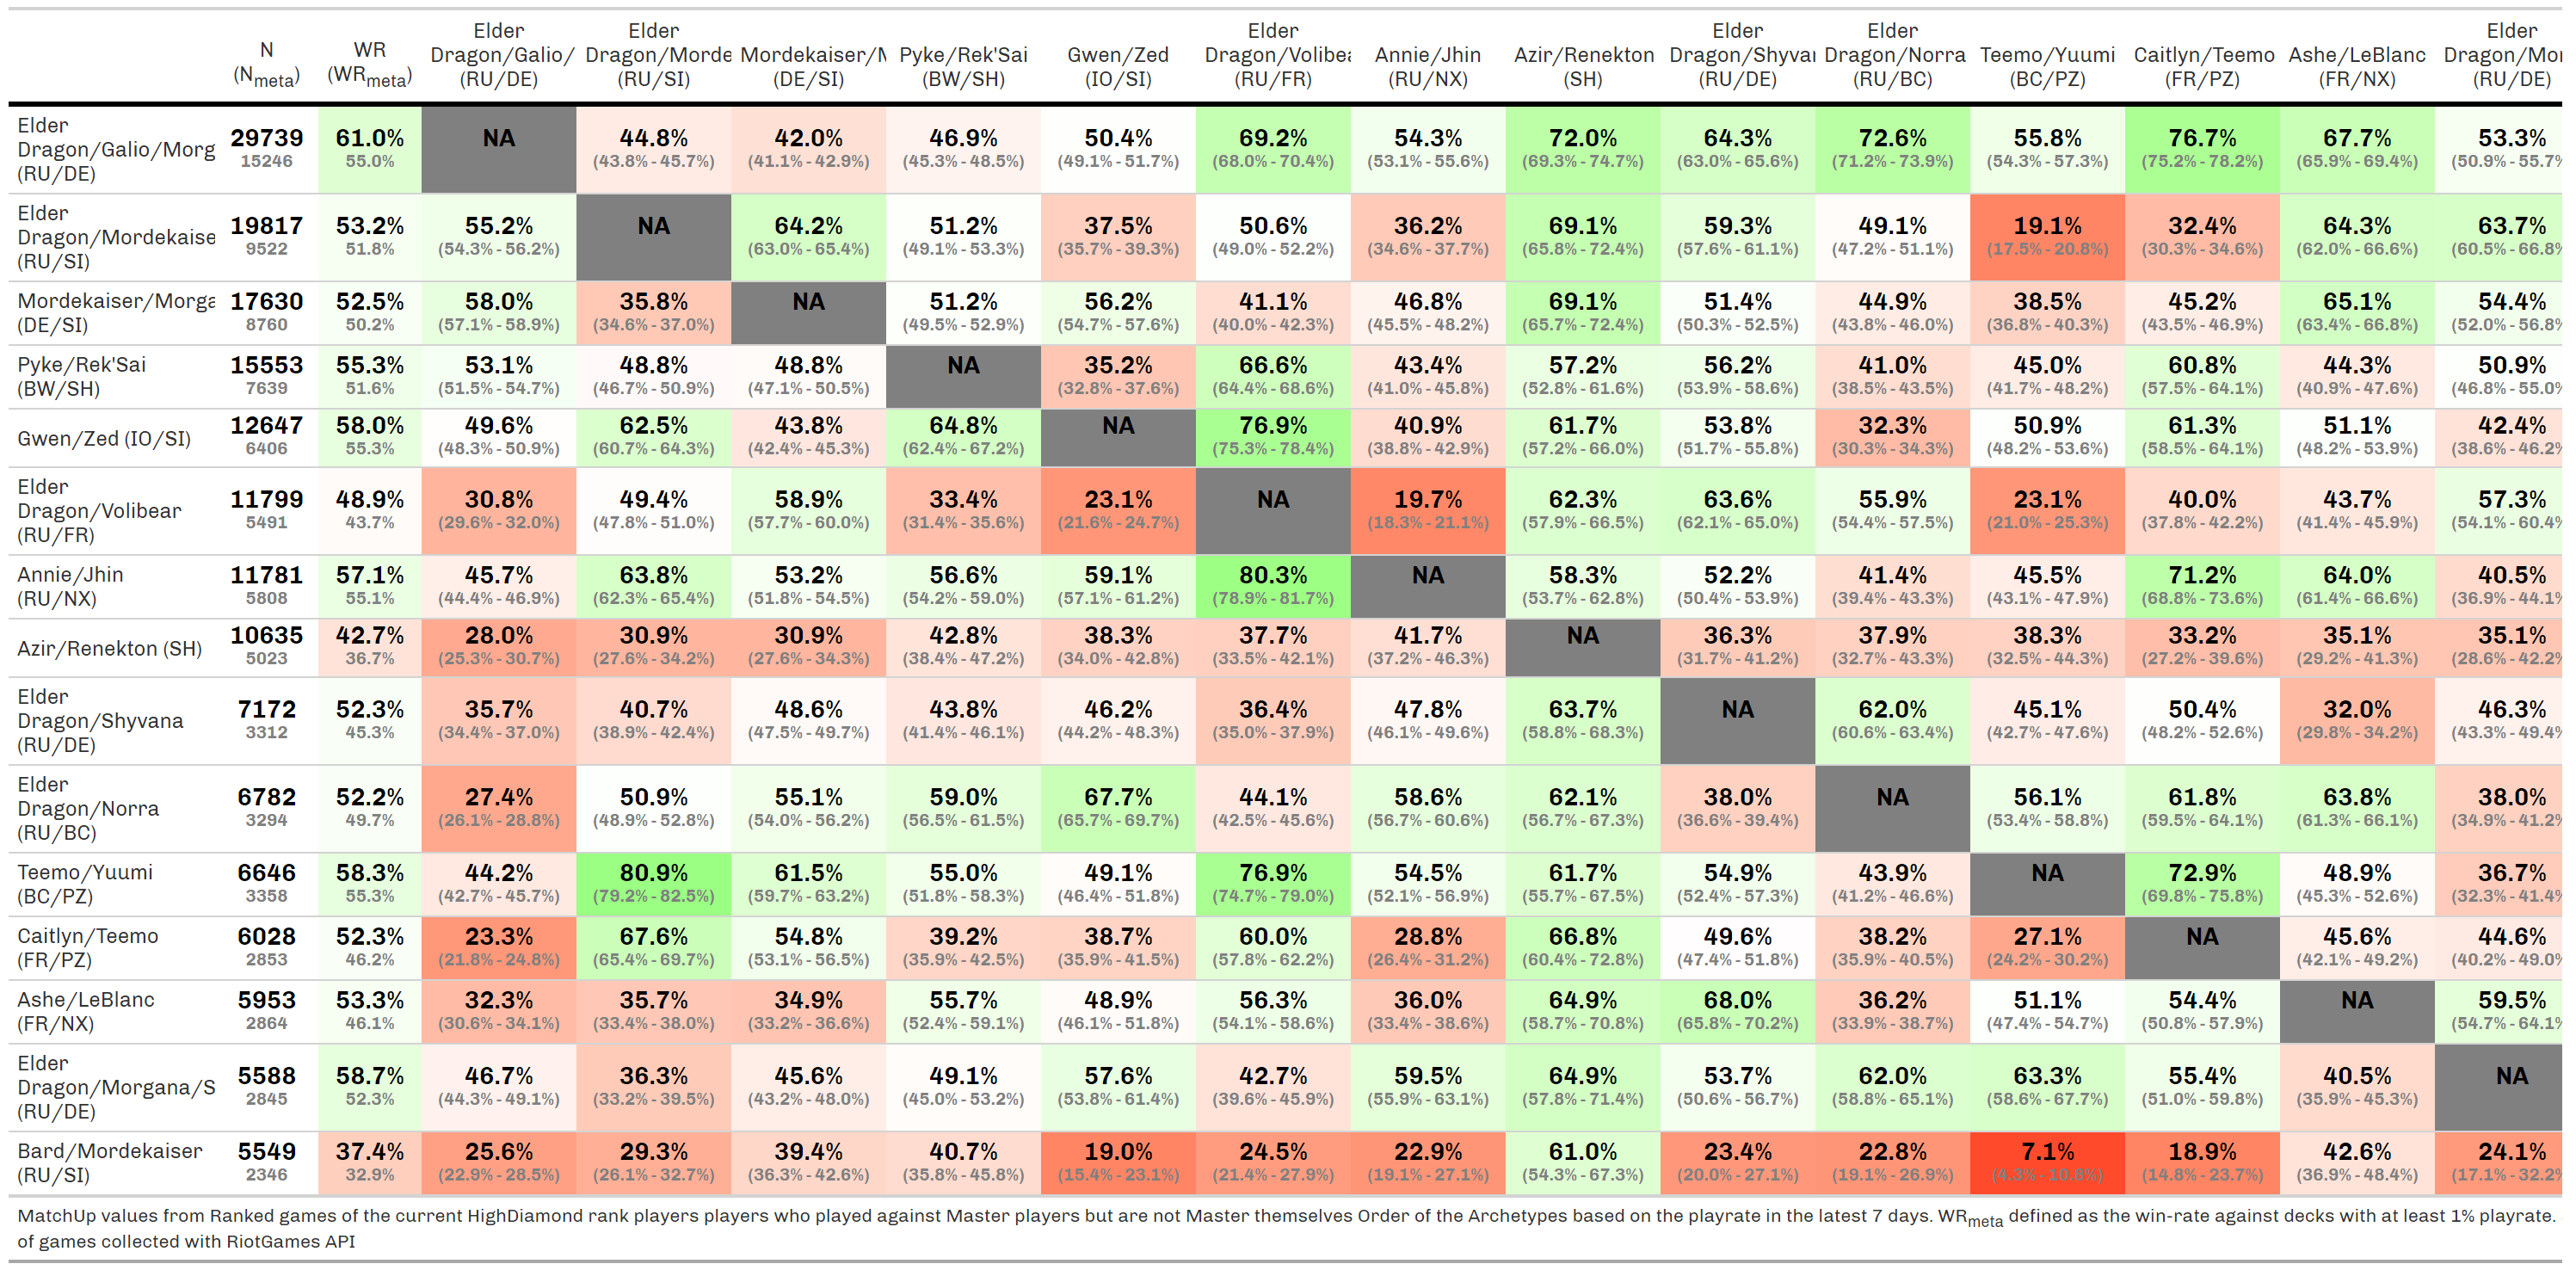 Elder Elder Elder Elder Elder Elder
N WR Dragon/Galio/ Dragon/Morde Mordekaiser/M Pyke/Rek'Sai Gwen/Zed Dragon/Volibea Annie/Jhin Azir/Renekton Dragon/Shyvar Dragon/Norra Teemo/Yuumi Caitlyn/Teemo Ashe/LeBlanc Dragon/Mor
(Nmeta) (WRmeta) (RU/DE) (RU/SI) (DE/SI) (BW/SH) (IO/SI) (RU/FR) (RU/NX) (SH) (RU/DE) (RU/BC) (BC/PZ) (FR/PZ) (FR/NX) (RU/DE)
Elder
Dragon/Galio/Morg
(RU/DE)
29739 61.0% NA 44.8% 42.0% 46.9% 50.4% 69.2% 54.3% 72.0% 64.3% 72.6% 55.8% 76.7% 67.7% 53.3%
15246 55.0% (43.8% - 45.7%) (41.1% - 42.9%) (45.3% - 48.5%) (49.1% - 51.7%) (68.0% - 70.4%) (53.1% - 55.6%) (69.3% - 74.7%) (63.0% - 65.6%) (71.2% - 73.9%) (54.3% - 57.3%) (75.2% - 78.2%) (65.9% - 69.4%) (50.9% - 55.7%
Elder
Dragon/Mordekaise
(RU/SI)
19817 53.2% 55.2% NA 64.2% 51.2% 37.5% 50.6% 36.2% 69.1% 59.3% 49.1% 19.1% 32.4% 64.3% 63.7%
9522 51.8% (54.3% - 56.2%) (63.0% - 65.4%) (49.1% - 53.3%) (35.7% - 39.3%) (49.0% - 52.2%) (34.6% - 37.7%) (65.8% - 72.4%) (57.6% - 61.1%) (47.2% - 51.1%) (17.5% - 20.8%) (30.3% - 34.6%) (62.0% - 66.6%) (60.5% - 66.8%
Mordekaiser/Morga
(DE/SI)
17630 52.5% 58.0% 35.8% NA 51.2% 56.2% 41.1% 46.8% 69.1% 51.4% 44.9% 38.5% 45.2% 65.1% 54.4%
8760 50.2% (57.1% - 58.9%) (34.6% - 37.0%) (49.5% - 52.9%) (54.7% - 57.6%) (40.0% - 42.3%) (45.5% - 48.2%) (65.7% - 72.4%) (50.3% - 52.5%) (43.8% - 46.0%) (36.8% - 40.3%) (43.5% - 46.9%) (63.4% - 66.8%) (52.0% - 56.8%
Pyke/Rek'Sai
(BW/SH)
15553 55.3% 53.1% 48.8% 48.8% NA 35.2% 66.6% 43.4% 57.2% 56.2% 41.0% 45.0% 60.8% 44.3% 50.9%
7639 51.6% (51.5% - 54.7%) (46.7% - 50.9%) (47.1% - 50.5%) (32.8% - 37.6%) (64.4% - 68.6%) (41.0% - 45.8%) (52.8% - 61.6%) (53.9% - 58.6%) (38.5% - 43.5%) (41.7% - 48.2%) (57.5% - 64.1%) (40.9% - 47.6%) (46.8% - 55.0%
Gwen/Zed (IO/SI)
12647 58.0% 49.6% 62.5% 43.8% 64.8% NA 76.9% 40.9% 61.7% 53.8% 32.3% 50.9% 61.3% 51.1% 42.4%
6406 55.3% (48.3% - 50.9%) (60.7% - 64.3%) (42.4% - 45.3%) (62.4% - 67.2%) (75.3% - 78.4%) (38.8% - 42.9%) (57.2% - 66.0%) (51.7% - 55.8%) (30.3% - 34.3%) (48.2% - 53.6%) (58.5% - 64.1%) (48.2% - 53.9%) (38.6% - 46.2%
Elder
Dragon/Volibear
(RU/FR)
11799 48.9% 30.8% 49.4% 58.9% 33.4% 23.1% NA 19.7% 62.3% 63.6% 55.9% 23.1% 40.0% 43.7% 57.3%
5491 43.7% (29.6% - 32.0%) (47.8% - 51.0%) (57.7% - 60.0%) (31.4% - 35.6%) (21.6% - 24.7%) (18.3% - 21.1%) (57.9% - 66.5%) (62.1% - 65.0%) (54.4% - 57.5%) (21.0% - 25.3%) (37.8% - 42.2%) (41.4% - 45.9%) (54.1% - 60.4%
Annie/Jhin
(RU/NX)
11781 57.1% 45.7% 63.8% 53.2% 56.6% 59.1% 80.3% NA 58.3% 52.2% 41.4% 45.5% 71.2% 64.0% 40.5%
5808 55.1% (44.4% - 46.9%) (62.3% - 65.4%) (51.8% - 54.5%) (54.2% - 59.0%) (57.1% - 61.2%) (78.9% - 81.7%) (53.7% - 62.8%) (50.4% - 53.9%) (39.4% - 43.3%) (43.1% - 47.9%) (68.8% - 73.6%) (61.4% - 66.6%) (36.9% - 44.1%
Azir/Renekton (SH)
10635 42.7% 28.0% 30.9% 30.9% 42.8% 38.3% 37.7% 41.7% NA 36.3% 37.9% 38.3% 33.2% 35.1% 35.1%
5023 36.7% (25.3% - 30.7%) (27.6% - 34.2%) (27.6% - 34.3%) (38.4% - 47.2%) (34.0% - 42.8%) (33.5% - 42.1%) (37.2% - 46.3%) (31.7% - 41.2%) (32.7% - 43.3%) (32.5% - 44.3%) (27.2% - 39.6%) (29.2% - 41.3%) (28.6% - 42.2%
Elder
Dragon/Shyvana
(RU/DE)
7172 52.3% 35.7% 40.7% 48.6% 43.8% 46.2% 36.4% 47.8% 63.7% NA 62.0% 45.1% 50.4% 32.0% 46.3%
3312 45.3% (34.4% - 37.0%) (38.9% - 42.4%) (47.5% - 49.7%) (41.4% - 46.1%) (44.2% - 48.3%) (35.0% - 37.9%) (46.1% - 49.6%) (58.8% - 68.3%) (60.6% - 63.4%) (42.7% - 47.6%) (48.2% - 52.6%) (29.8% - 34.2%) (43.3% - 49.4%
Elder
Dragon/Norra
(RU/BC)
6782 52.2% 27.4% 50.9% 55.1% 59.0% 67.7% 44.1% 58.6% 62.1% 38.0% NA 56.1% 61.8% 63.8% 38.0%
3294 49.7% (26.1% - 28.8%) (48.9% - 52.8%) (54.0% - 56.2%) (56.5% - 61.5%) (65.7% - 69.7%) (42.5% - 45.6%) (56.7% - 60.6%) (56.7% - 67.3%) (36.6% - 39.4%) (53.4% - 58.8%) (59.5% - 64.1%) (61.3% - 66.1%) (34.9% - 41.2%
Teemo/Yuumi
(BC/PZ)
6646 58.3% 44.2% 80.9% 61.5% 55.0% 49.1% 76.9% 54.5% 61.7% 54.9% 43.9% NA 72.9% 48.9% 36.7%
3358 55.3% (42.7% - 45.7%) (79.2% - 82.5%) (59.7% - 63.2%) (51.8% - 58.3%) (46.4% - 51.8%) (74.7% - 79.0%) (52.1% - 56.9%) (55.7% - 67.5%) (52.4% - 57.3%) (41.2% - 46.6%) (69.8% - 75.8%) (45.3% - 52.6%) (32.3% - 41.4%
Caitlyn/Teemo
(FR/PZ)
6028 52.3% 23.3% 67.6% 54.8% 39.2% 38.7% 60.0% 28.8% 66.8% 49.6% 38.2% 27.1% NA 45.6% 44.6%
2853 46.2% (21.8% - 24.8%) (65.4% - 69.7%) (53.1% - 56.5%) (35.9% - 42.5%) (35.9% - 41.5%) (57.8% - 62.2%) (26.4% - 31.2%) (60.4% - 72.8%) (47.4% - 51.8%) (35.9% - 40.5%) (24.2% - 30.2%) (42.1% - 49.2%) (40.2% - 49.0%
Ashe/LeBlanc
(FR/NX)
5953 53.3% 32.3% 35.7% 34.9% 55.7% 48.9% 56.3% 36.0% 64.9% 68.0% 36.2% 51.1% 54.4% NA 59.5%
2864 46.1% (30.6% - 34.1%) (33.4% - 38.0%) (33.2% - 36.6%) (52.4% - 59.1%) (46.1% - 51.8%) (54.1% - 58.6%) (33.4% - 38.6%) (58.7% - 70.8%) (65.8% - 70.2%) (33.9% - 38.7%) (47.4% - 54.7%) (50.8% - 57.9%) (54.7% - 64.1%
Elder
Dragon/Morgana/S
(RU/DE)
5588 58.7% 46.7% 36.3% 45.6% 49.1% 57.6% 42.7% 59.5% 64.9% 53.7% 62.0% 63.3% 55.4% 40.5% NA
2845 52.3% (44.3% - 49.1%) (33.2% - 39.5%) (43.2% - 48.0%) (45.0% - 53.2%) (53.8% - 61.4%) (39.6% - 45.9%) (55.9% - 63.1%) (57.8% - 71.4%) (50.6% - 56.7%) (58.8% - 65.1%) (58.6% - 67.7%) (51.0% - 59.8%) (35.9% - 45.3%)
Bard/Mordekaiser
(RU/SI)
5549 37.4% 25.6% 29.3% 39.4% 40.7% 19.0% 24.5% 22.9% 61.0% 23.4% 22.8% 7.1% 18.9% 42.6% 24.1%
2346 32.9% (22.9% - 28.5%) (26.1% - 32.7%) (36.3% - 42.6%) (35.8% - 45.8%) (15.4% - 23.1%) (21.4% - 27.9%) (19.1% - 27.1%) (54.3% - 67.3%) (20.0% - 27.1%) (19.1% - 26.9%) (4.3% - 10.8%) (14.8% - 23.7%) (36.9% - 48.4%) (17.1% - 32.2%
MatchUp values from Ranked games of the current HighDiamond rank players players who played against Master players but are not Master themselves Order of the Archetypes based on the playrate in the latest 7 days. WRmeta defined as the win-rate against decks with at least 1% playrate.
of games collected with RiotGames API